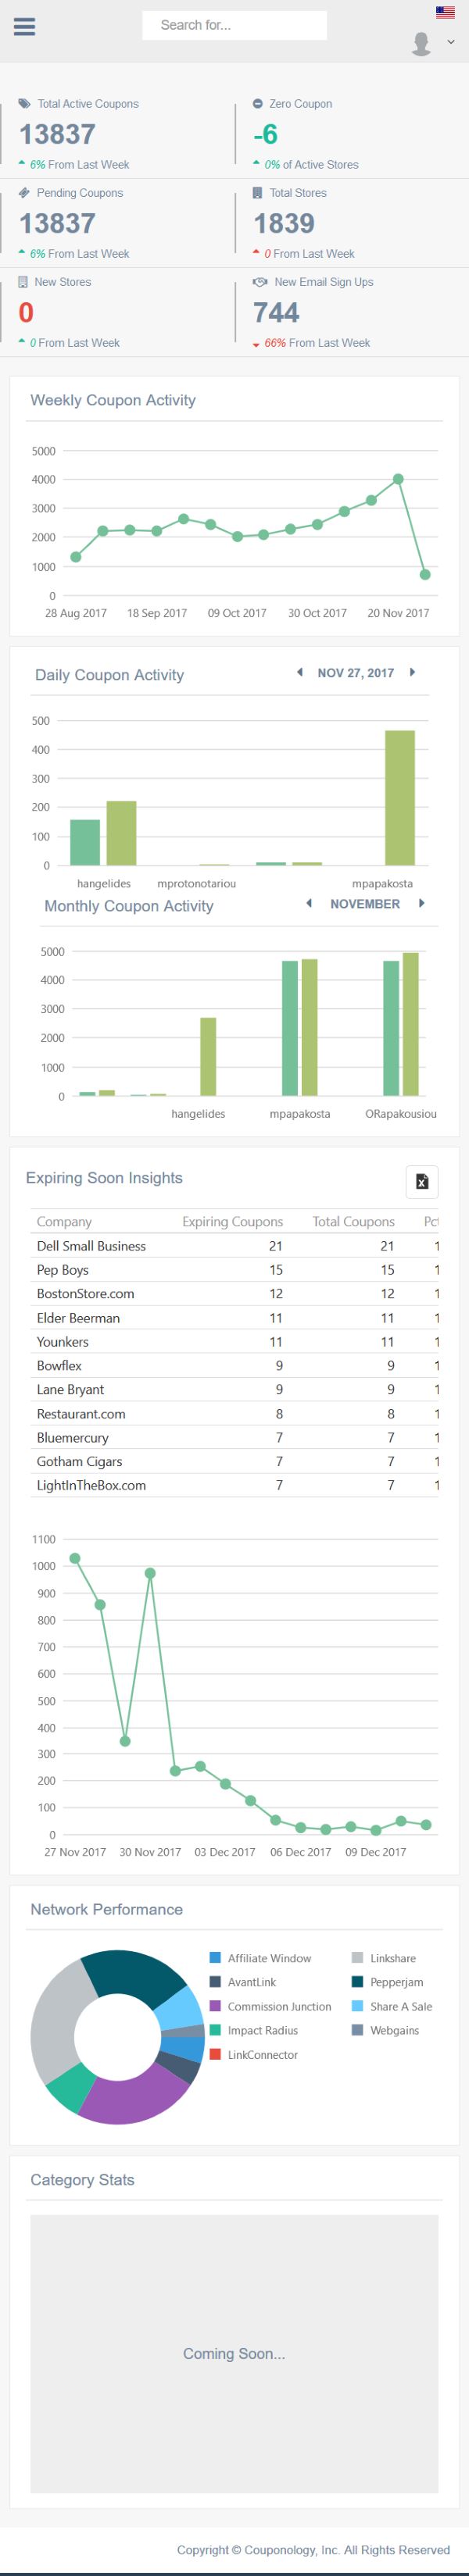 Search for...
Total Active Coupons
13837
6% From Last Week
Zero Coupon
-6
0% of Active Stores
Pending Coupons
13837
6% From Last Week
Total Stores
1839
0 From Last Week
New Stores
0
0 From Last Week
New Email Sign Ups
744
66% From Last Week
Weekly Coupon Activity
5000
4000
3000
2000
1000
0
28 Aug 2017 18 Sep 2017 09 Oct 2017 30 Oct 2017 20 Nov 2017
Daily Coupon Activity
NOV 27, 2017
500
400
300
200
100
0
hangelides mprotonotariou mpapakosta
Monthly Coupon Activity
NOVEMBER
5000
4000
3000
2000
1000
0
hangelides mpapakosta ORapakousiou
Expiring Soon Insights
Company Expiring Coupons Total Coupons
Dell Small Business 21 21 1
Pep Boys 15 15 1
BostonStore.com 12 12 1
Elder Beerman 11 11 1
Younkers 11 11 1
Bowflex 9 9 1
Lane Bryant 9 9 1
Restaurant.com 8 8 1
Bluemercury 7 7 1
Gotham Cigars 7 7 1
LightInTheBox.com 7 7 1
1100
1000
900
800
700
600
500
400
300
200
100
0
27 Nov 2017 30 Nov 2017 03 Dec 2017 06 Dec 2017 09 Dec 2017
Network Performance
Affiliate Window
AvantLink
Commission Junction
Impact Radius
LinkConnector
Linkshare
Pepperjam
Share A Sale
Webgains
Category Stats
Coming Soon...
Copyright © Couponology, Inc. All Rights Reserved